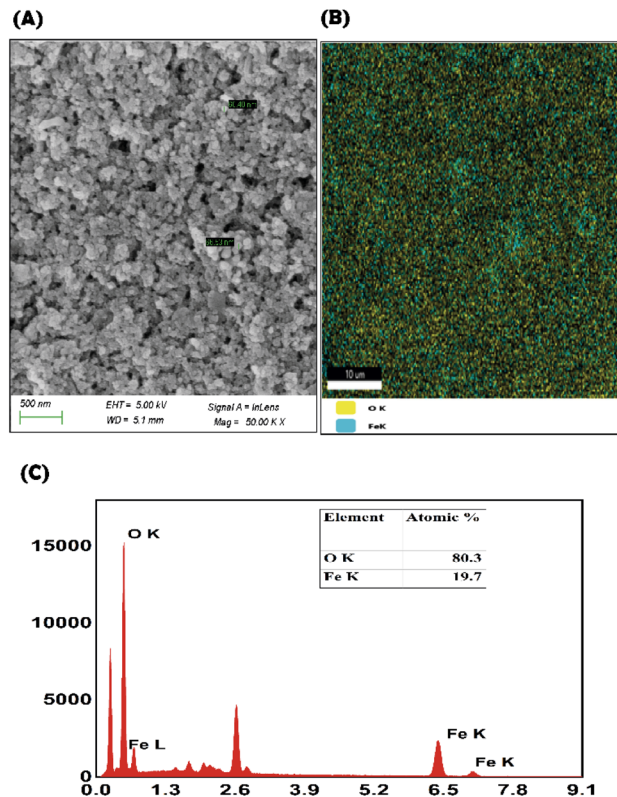 (A)
(B)
500 nm
EHT = 5.00 kV
WD = 5.1 mm
Signal A = InLens
Mag = 50.00 K X
10 um
O K
FeK
(C)
Element Atomic %
O K 80.3
Fe K 19.7
O K
Fe L
Fe K
Fe K
15000
10000
5000
0
0.0 1.3 2.6 3.9 5.2 6.5 7.8 9.1